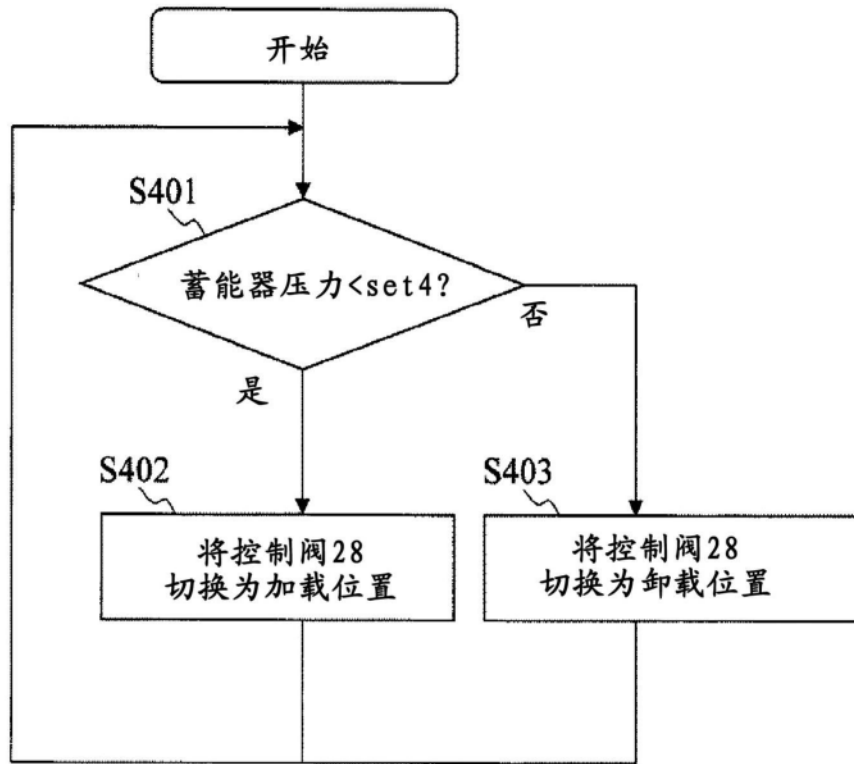 开始
S401
蓄能器压力<set4?
否
是
S402
S403
将控制阀28
切换为加载位置
将控制阀28
切换为卸载位置